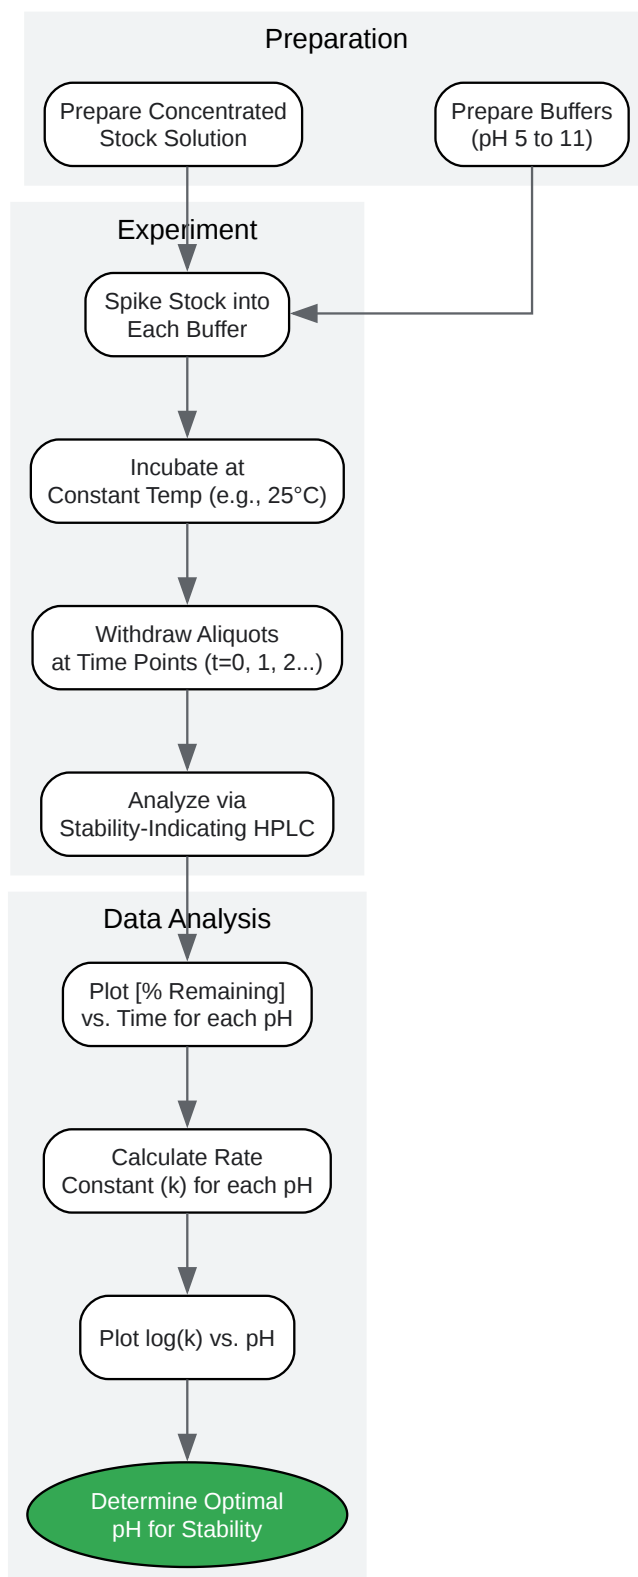 Preparation
Prepare Concentrated
Stock Solution
Prepare Buffers
(pH 5 to 11)
Experiment
Spike Stock into
Each Buffer
Incubate at
Constant Temp (e.g., 25°C)
Withdraw Aliquots
at Time Points (t=0, 1, 2...)
Analyze via
Stability-Indicating HPLC
Data Analysis
Plot [% Remaining]
vs. Time for each pH
Calculate Rate
Constant (k) for each pH
Plot log(k) vs. pH
Determine Optimal
pH for Stability